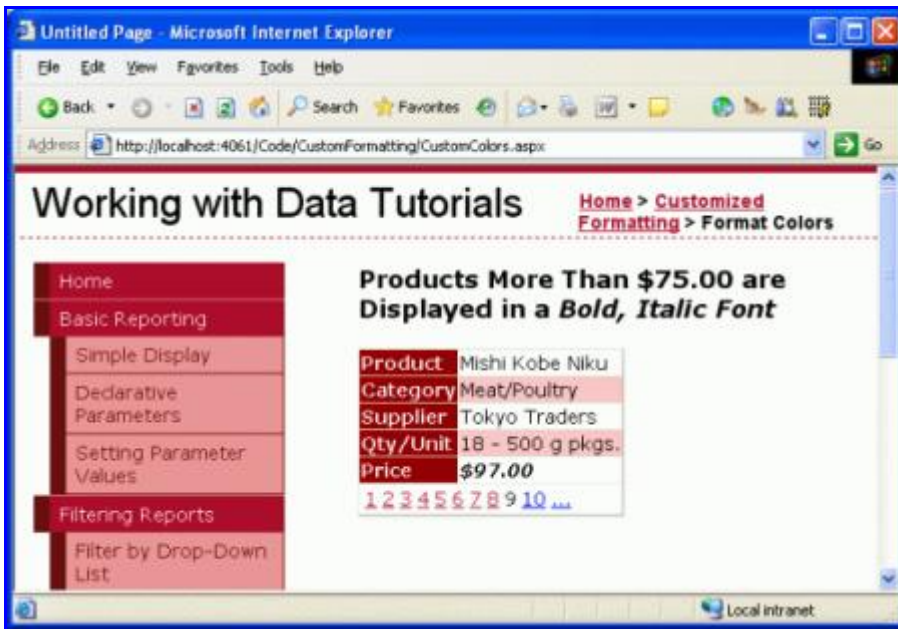 Untitled Page - Microsoft Internet Explorer
File Edit View Favorites Tools Help
Back Search Favorites
Address http://localhost:4061/Code/CustomFormatting/CustomColors.aspx Go
Working with Data Tutorials
Home > Customized
Formatting > Format Colors
Home
Basic Reporting
Simple Display
Declarative
Parameters
Setting Parameter
Values
Filtering Reports
Filter by Drop-Down
List
Products More Than $75.00 are
Displayed in a Bold, Italic Font
Product Mishi Kobe Niku
Category Meat/Poultry
Supplier Tokyo Traders
Qty/Unit 18 - 500 g pkgs.
Price $97.00
1 2 3 4 5 6 7 8 9 10 ...
Local intranet